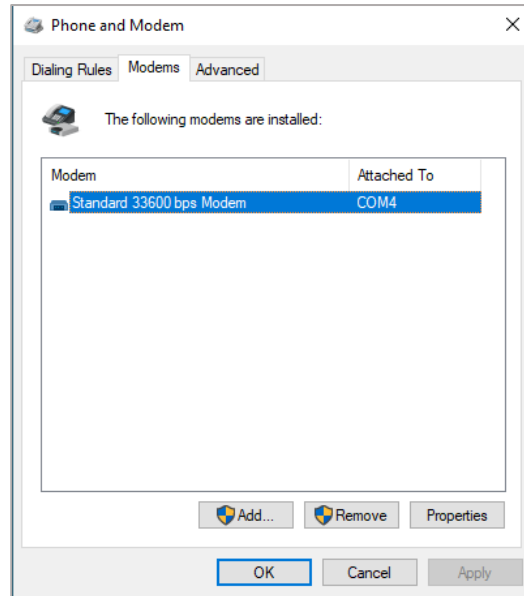 Phone and Modem
Dialing Rules Modems Advanced
The following modems are installed:
Modem Attached To
Standard 33600 bps Modem COM4
Add... Remove Properties
OK Cancel Apply